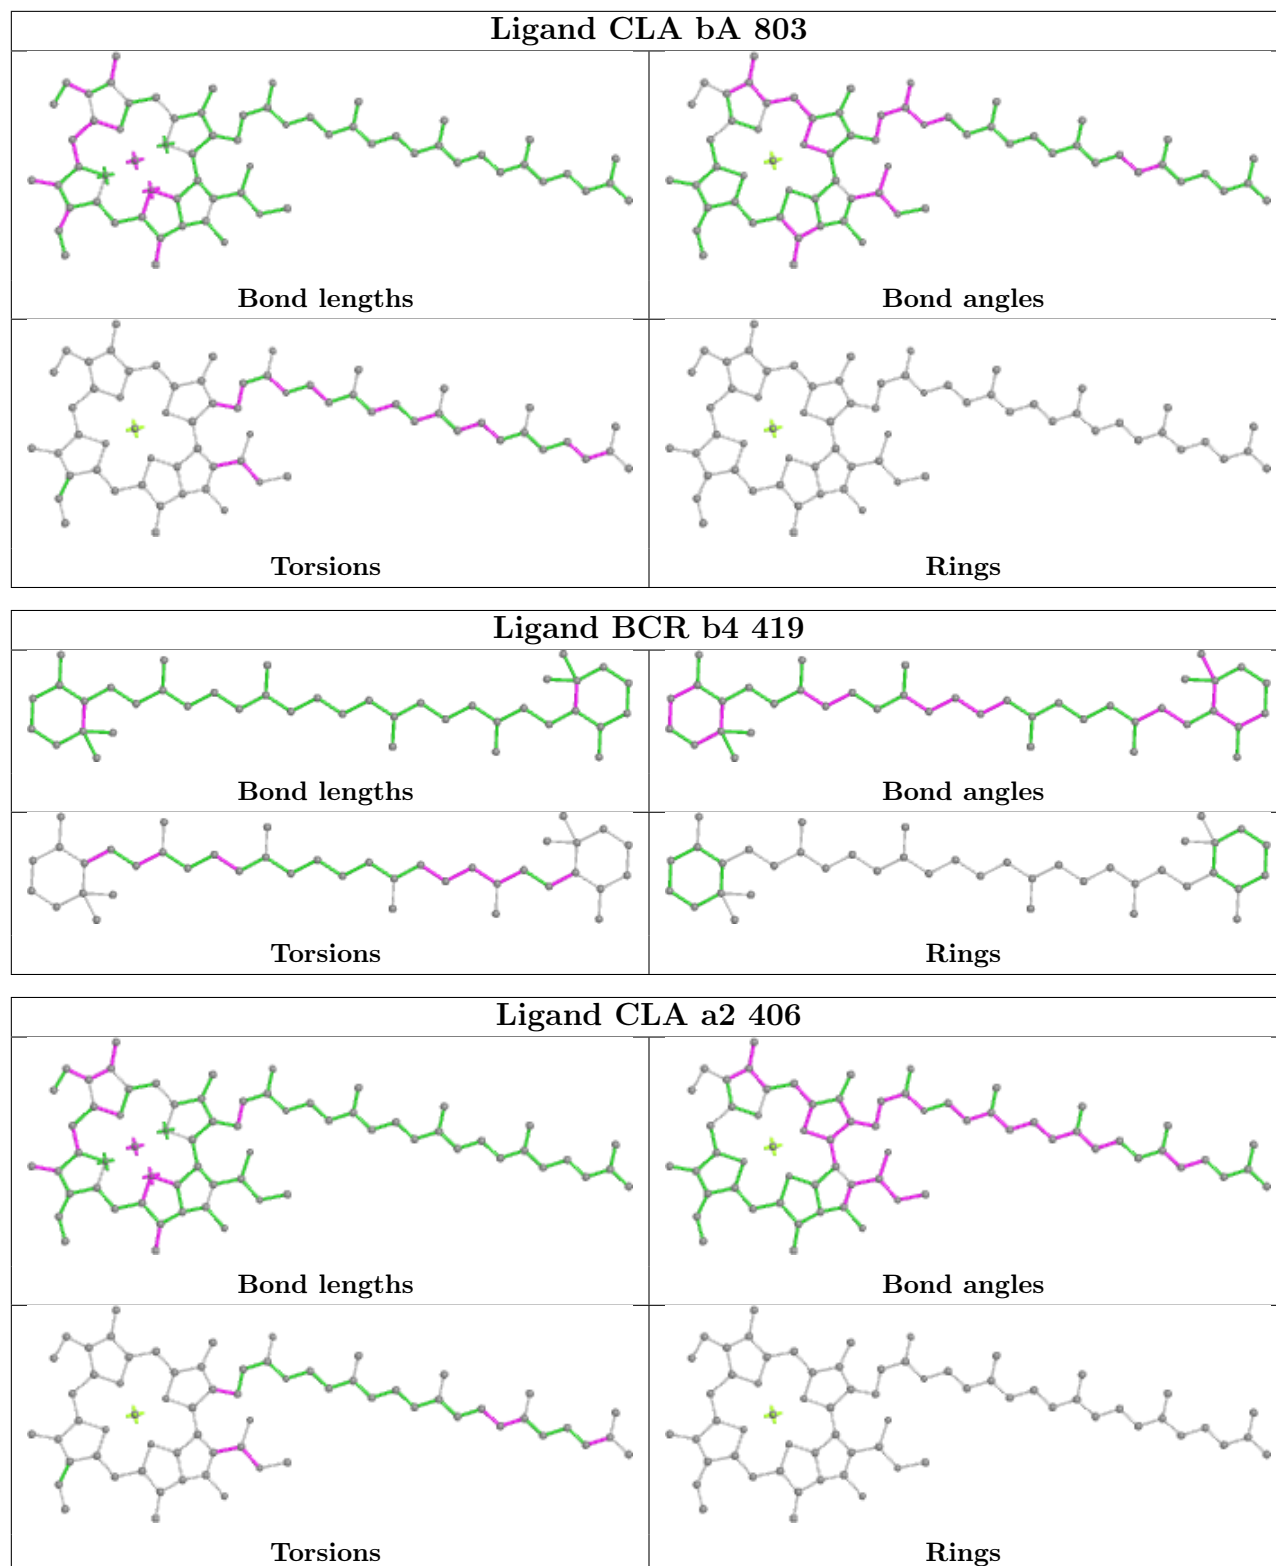 Ligand CLA bA 803
Bond lengths
Bond angles
Torsions
Rings
Ligand BCR b4 419
Bond lengths
Bond angles
Torsions
Rings
Ligand CLA a2 406
Bond lengths
Bond angles
Torsions
Rings